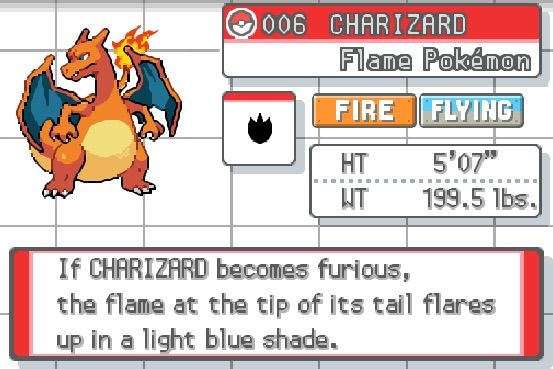 006 CHARIZARD
Flame Pokémon
FIRE FLYING
HT 5'07"
WT 199.5 lbs.
If CHARIZARD becomes furious,
the flame at the tip of its tail flares
up in a light blue shade.